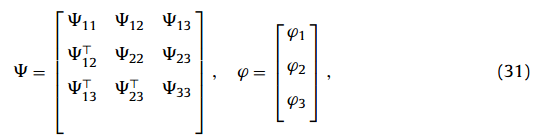 Ψ = [ Ψ₁₁ Ψ₁₂ Ψ₁₃ ; Ψ₁₂^⊤ Ψ₂₂ Ψ₂₃ ; Ψ₁₃^⊤ Ψ₂₃^⊤ Ψ₃₃ ] , φ = [ φ₁ ; φ₂ ; φ₃ ] , (31)